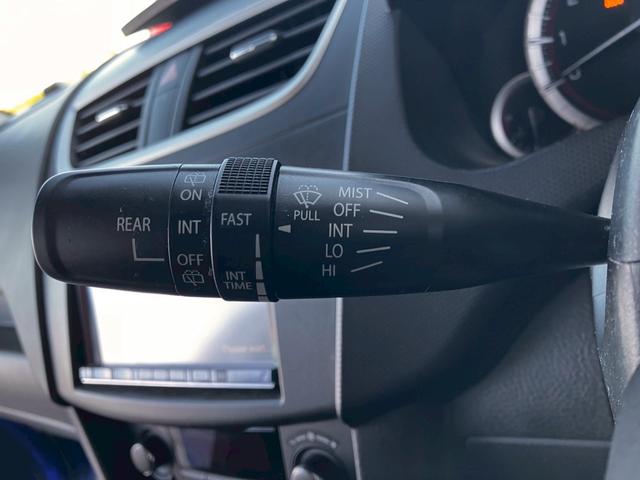 REAR
ON
INT
OFF
FAST
INT
TIME
PULL
MIST
OFF
INT
LO
HI